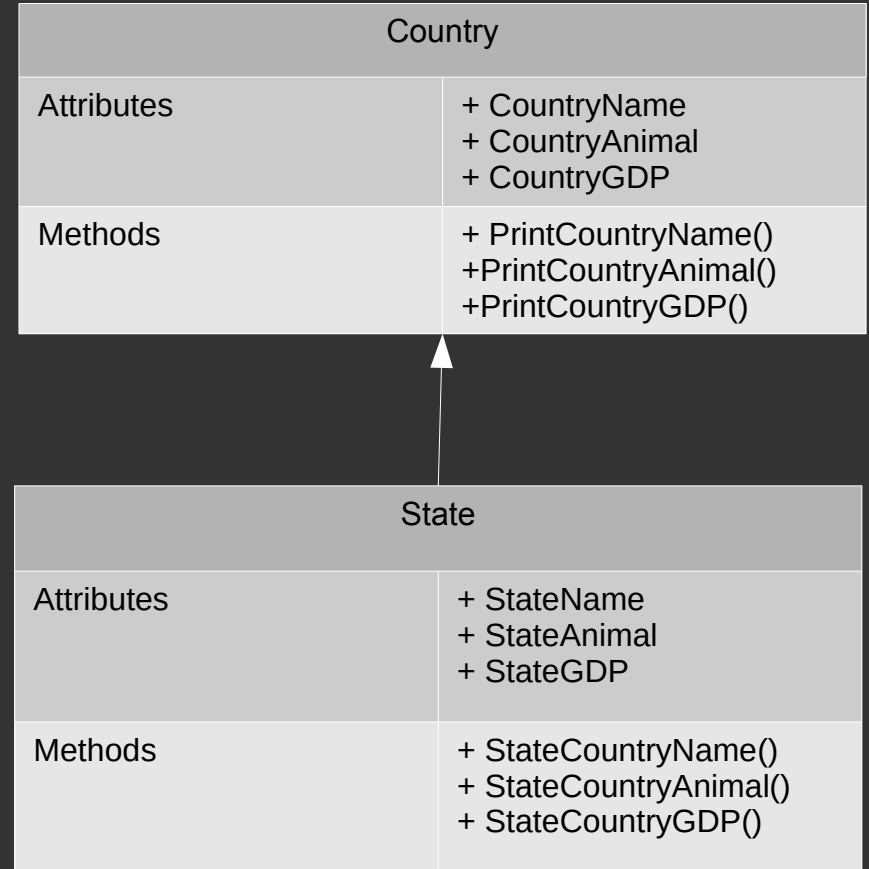 Country
Attributes
+ CountryName
+ CountryAnimal
+ CountryGDP
Methods
+ PrintCountryName()
+PrintCountryAnimal()
+PrintCountryGDP()
State
Attributes
+ StateName
+ StateAnimal
+ StateGDP
Methods
+ StateCountryName()
+ StateCountryAnimal()
+ StateCountryGDP()